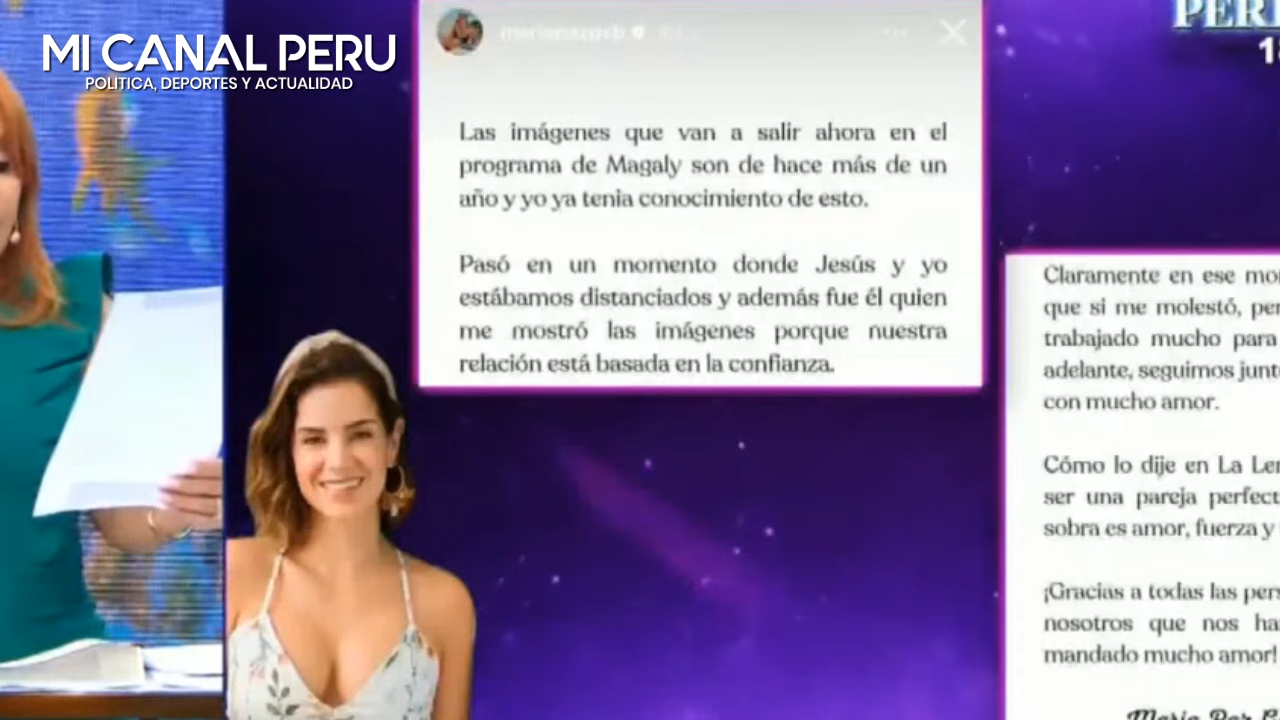 MI CANAL PERU
POLÍTICA, DEPORTES Y ACTUALIDAD
Las imágenes que van a salir ahora en el
programa de Magaly son de hace más de un
año y yo ya tenia conocimiento de esto.
Pasó en un momento donde Jesús y yo
estábamos distanciados y además fue él quien
me mostró las imágenes porque nuestra
relación está basada en la confianza.
Claramente en ese mo
que si me molestó, per
trabajado mucho para
adelante, seguimos junt
con mucho amor.
Cómo lo dije en La Le
ser una pareja perfect
sobra es amor, fuerza y
¡Gracias a todas las pers
nosotros que nos ha
mandado mucho amor!
PER
18